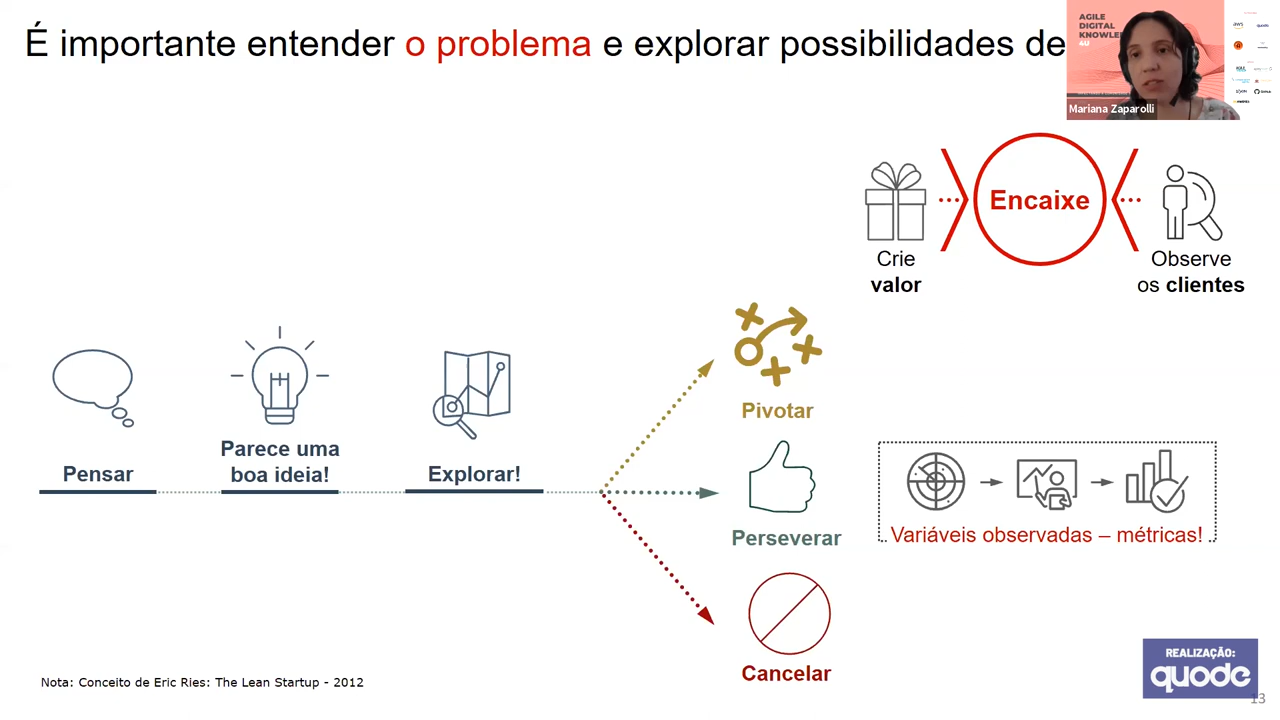 É importante entender o problema e explorar possibilidades de
AGILE
DIGITAL
KNOWLE
4U
Mariana Zaparolli
Encaixe
Crie
valor
Observe
os clientes
Pensar
Parece uma
boa ideia!
Explorar!
Pivotar
Perseverar
Cancelar
Variáveis observadas – métricas!
Nota: Conceito de Eric Ries: The Lean Startup - 2012
REALIZAÇÃO:
quode
13